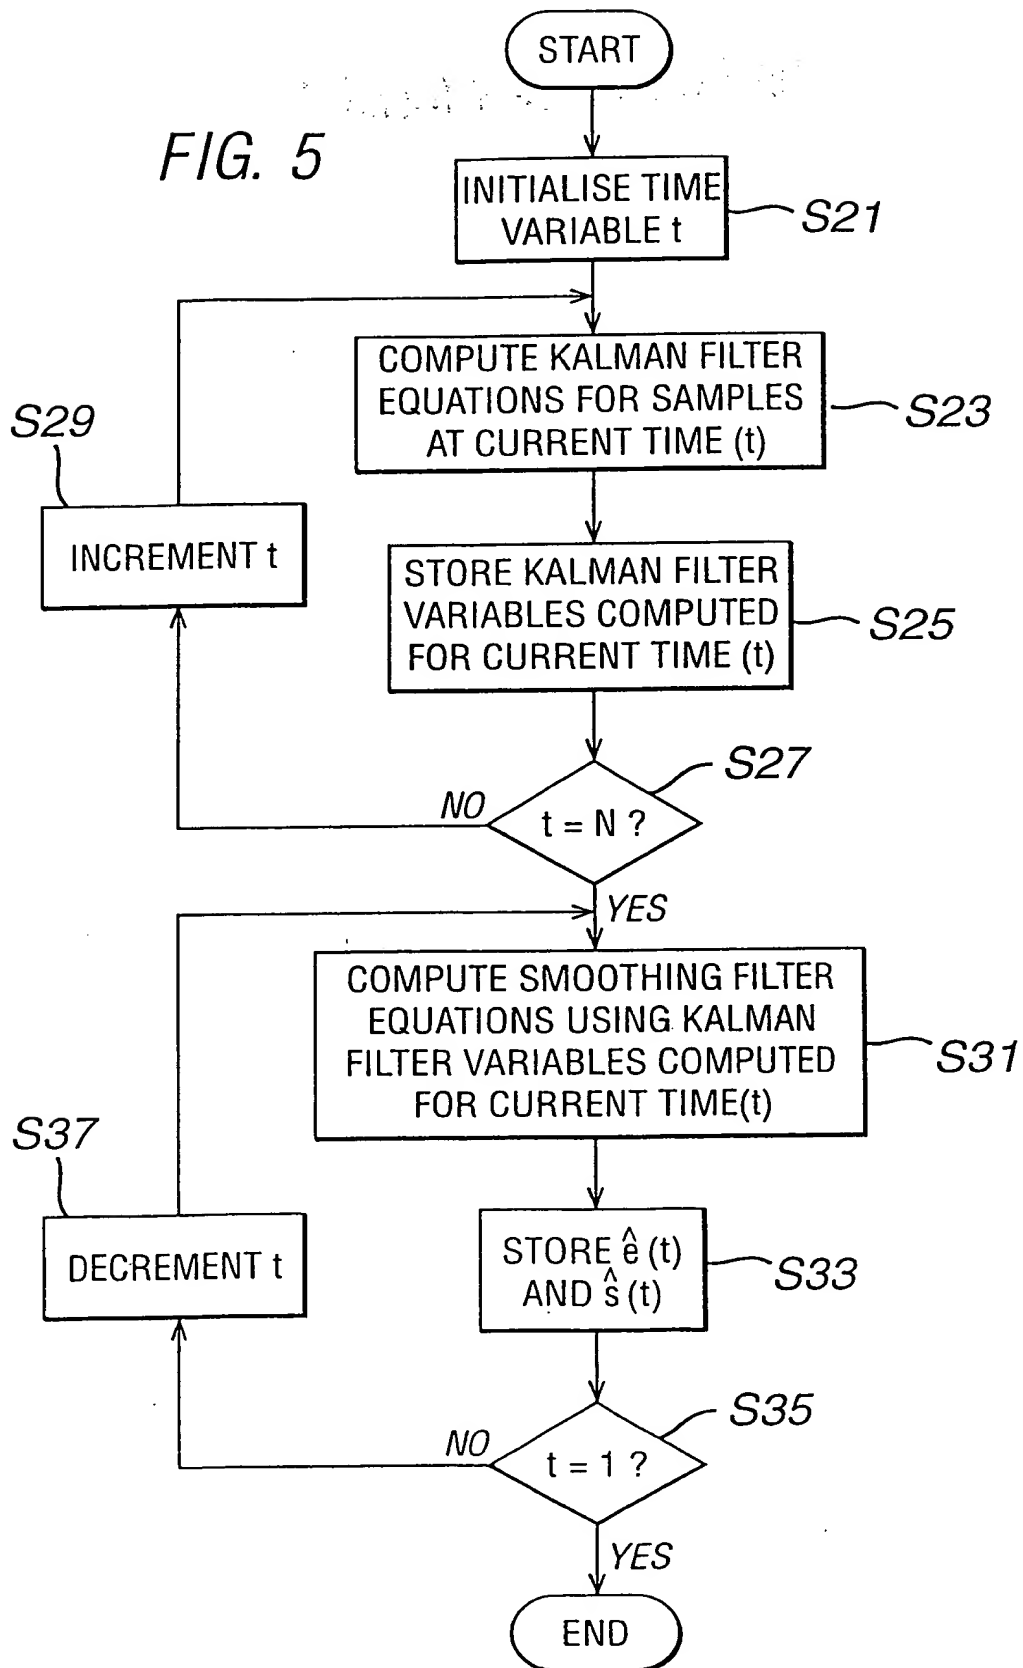 START
FIG. 5
INITIALISE TIME
VARIABLE t
S21
COMPUTE KALMAN FILTER
EQUATIONS FOR SAMPLES
AT CURRENT TIME (t)
S23
S29
INCREMENT t
STORE KALMAN FILTER
VARIABLES COMPUTED
FOR CURRENT TIME (t)
S25
S27
t = N ?
NO
YES
COMPUTE SMOOTHING FILTER
EQUATIONS USING KALMAN
FILTER VARIABLES COMPUTED
FOR CURRENT TIME(t)
S31
S37
DECREMENT t
STORE ê (t)
AND ŝ (t)
S33
S35
t = 1 ?
NO
YES
END